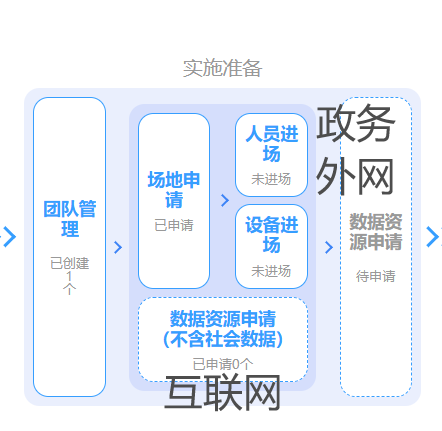 实施准备
团队管
理
已创建
1
个
场地申
请
已申请
人员进
场
未进场
设备进
场
未进场
数据资源申请
（不含社会数据）
已申请0个
互联网
政务
外网
数据资
源申请
待申请